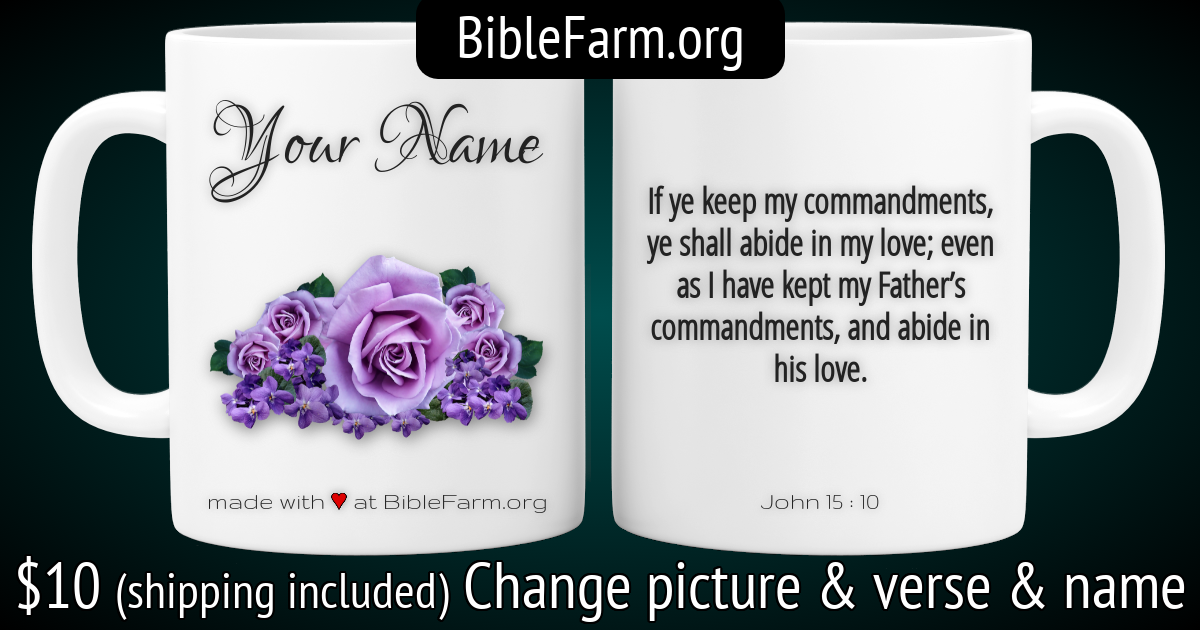 BibleFarm.org
Your Name
made with ♥ at BibleFarm.org
If ye keep my commandments,
ye shall abide in my love; even
as I have kept my Father’s
commandments, and abide in
his love.
John 15 : 10
$10 (shipping included) Change picture & verse & name